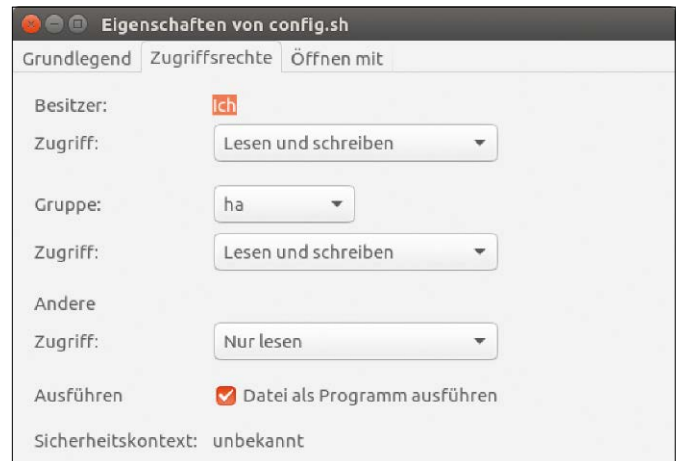 Eigenschaften von config.sh
Grundlegend Zugriffsrechte Öffnen mit
Besitzer: Ich
Zugriff: Lesen und schreiben
Gruppe: ha
Zugriff: Lesen und schreiben
Andere
Zugriff: Nur lesen
Ausführen Datei als Programm ausführen
Sicherheitskontext: unbekannt